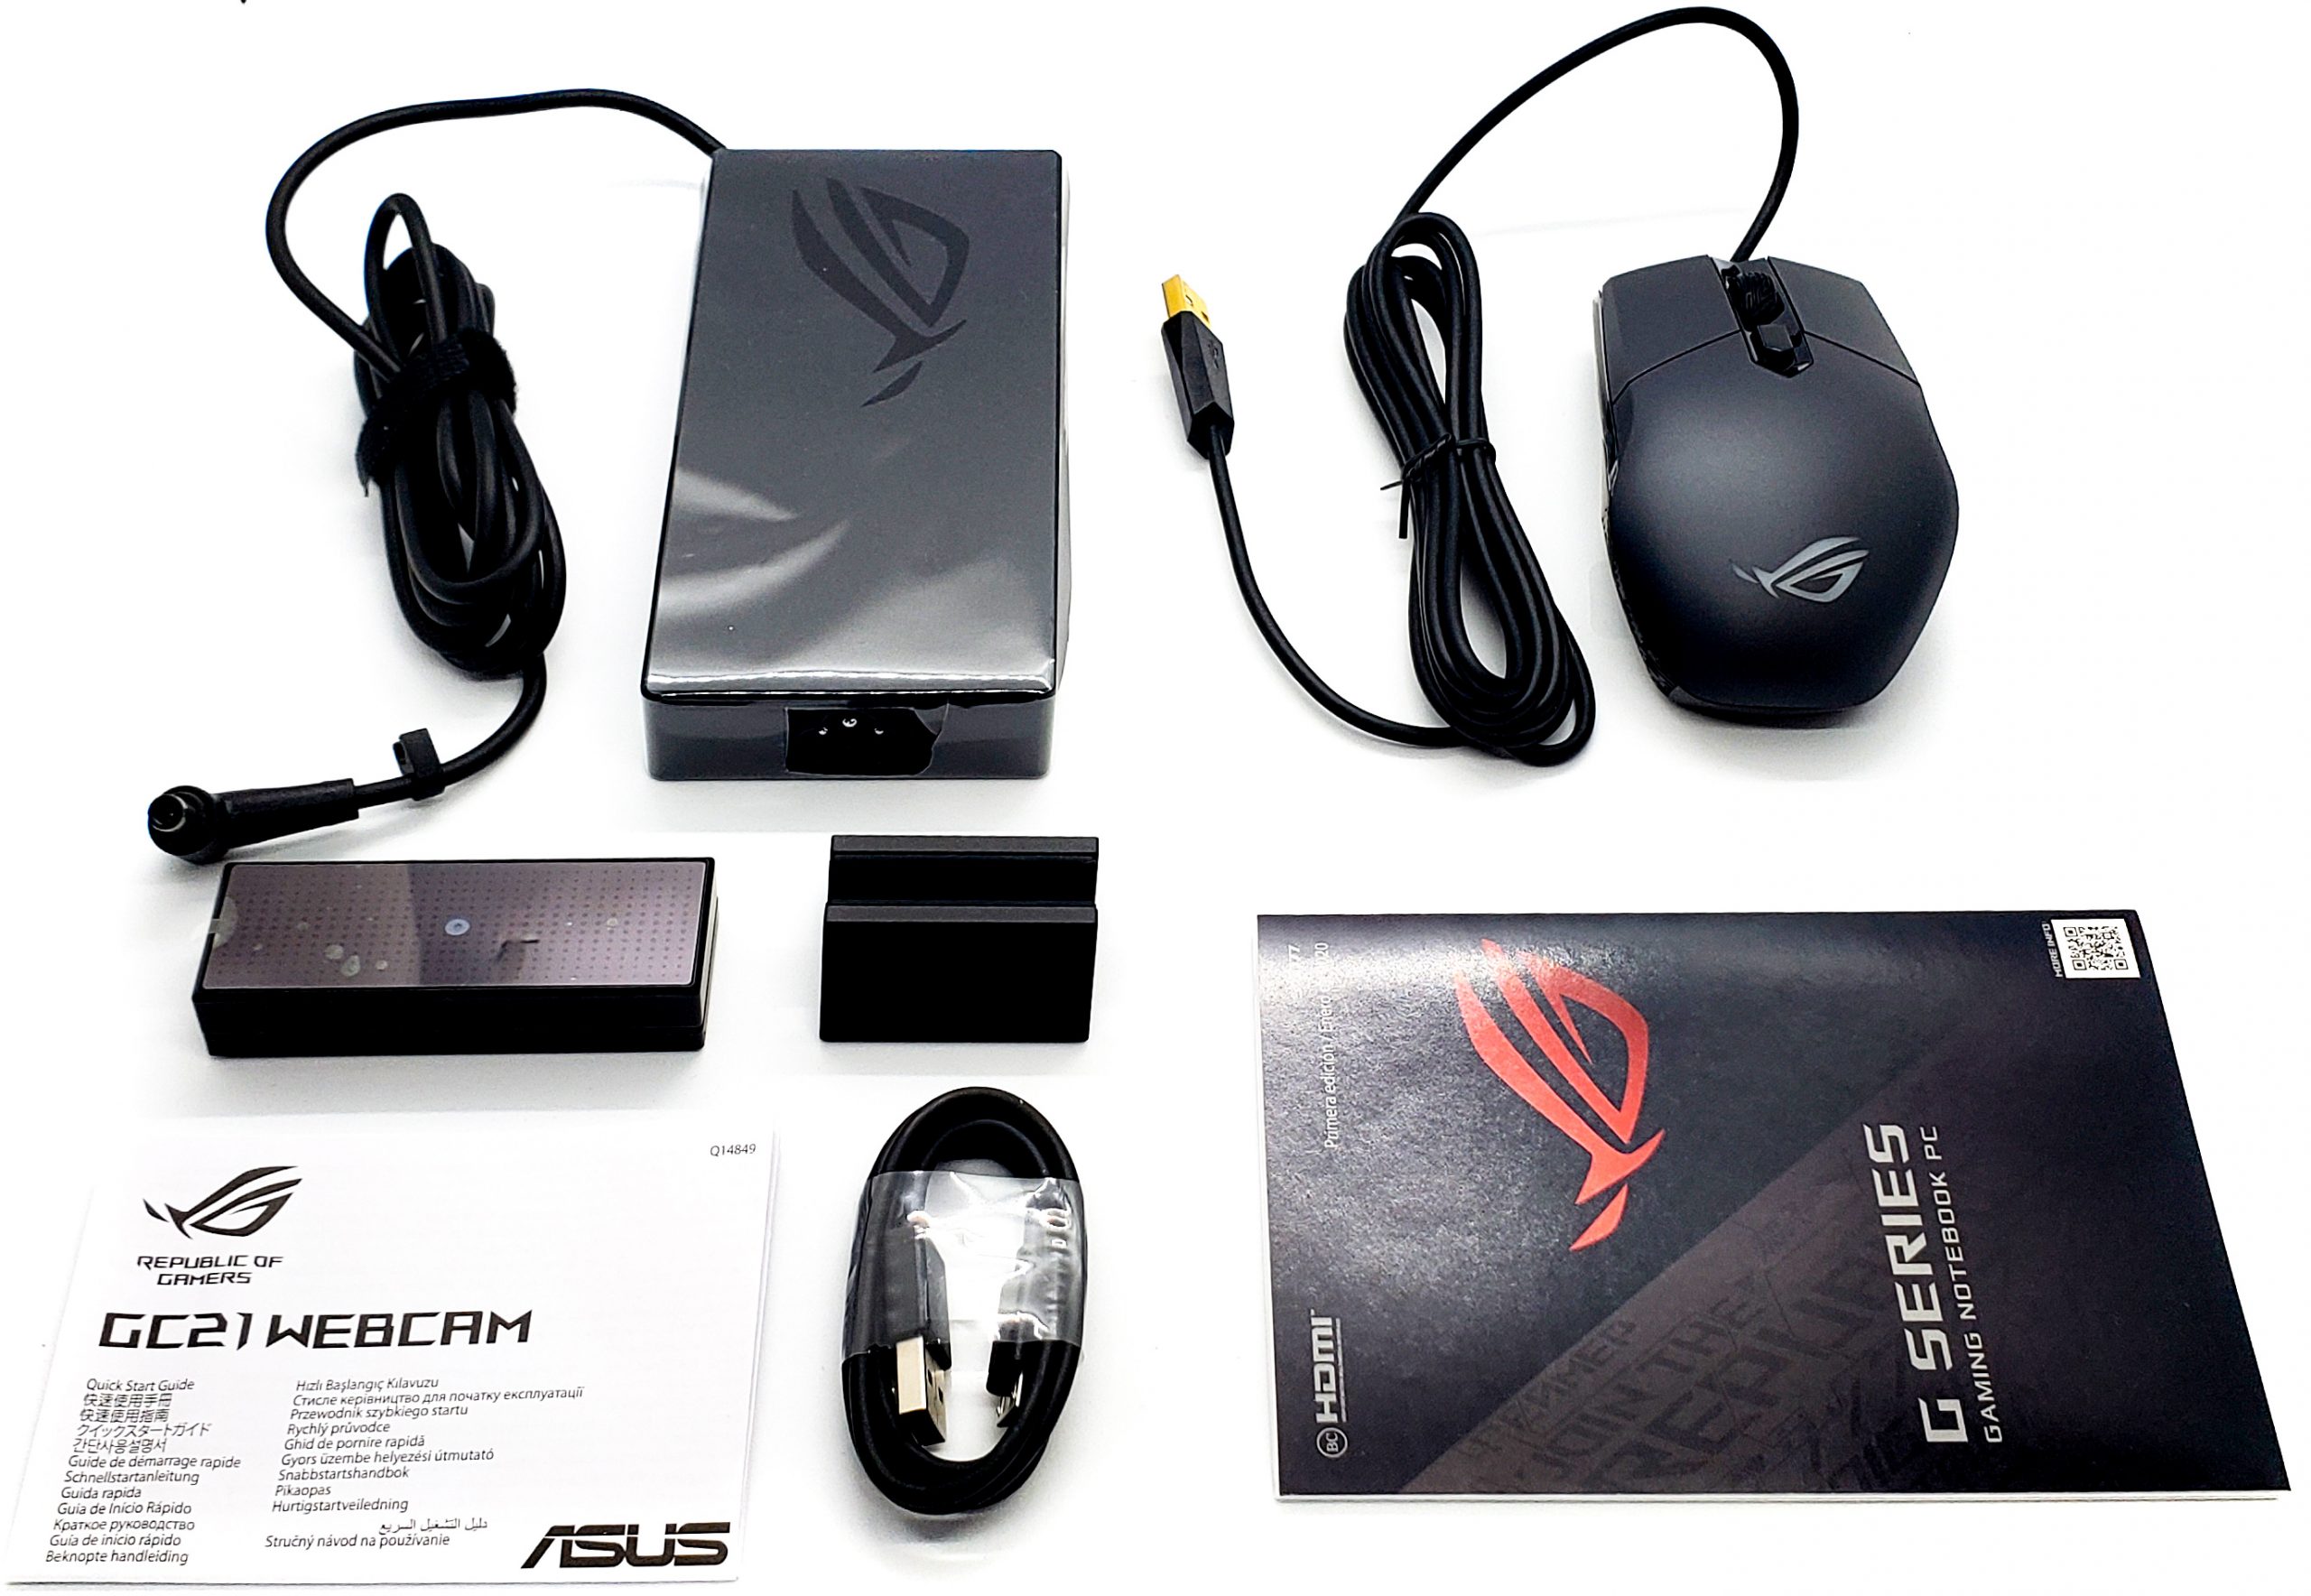 Q14849
REPUBLIC OF
GAMERS
GC21 WEBCAM
Quick Start Guide
快速使用手冊
快速使用指南
クイックスタートガイド
간단사용설명서
Guide de démarrage rapide
Schnellstartanleitung
Guida rapida
Guia de Início Rápido
Краткое руководство
Guía de inicio rápido
Beknopte handleiding
Hızlı Başlangıç Kılavuzu
Стисле керівництво для початку експлуатації
Przewodnik szybkiego startu
Rychlý průvodce
Ghid de pornire rapidă
Gyors üzembe helyezési útmutató
Snabbstartshandbok
Pikaopas
Hurtigstartveiledning
دليل التشغيل السريع
Stručný návod na používanie
ASUS
Primera edición / Enero 20
MORE INFO
G SERIES
GAMING NOTEBOOK PC
BC HDMI™
JOIN THE